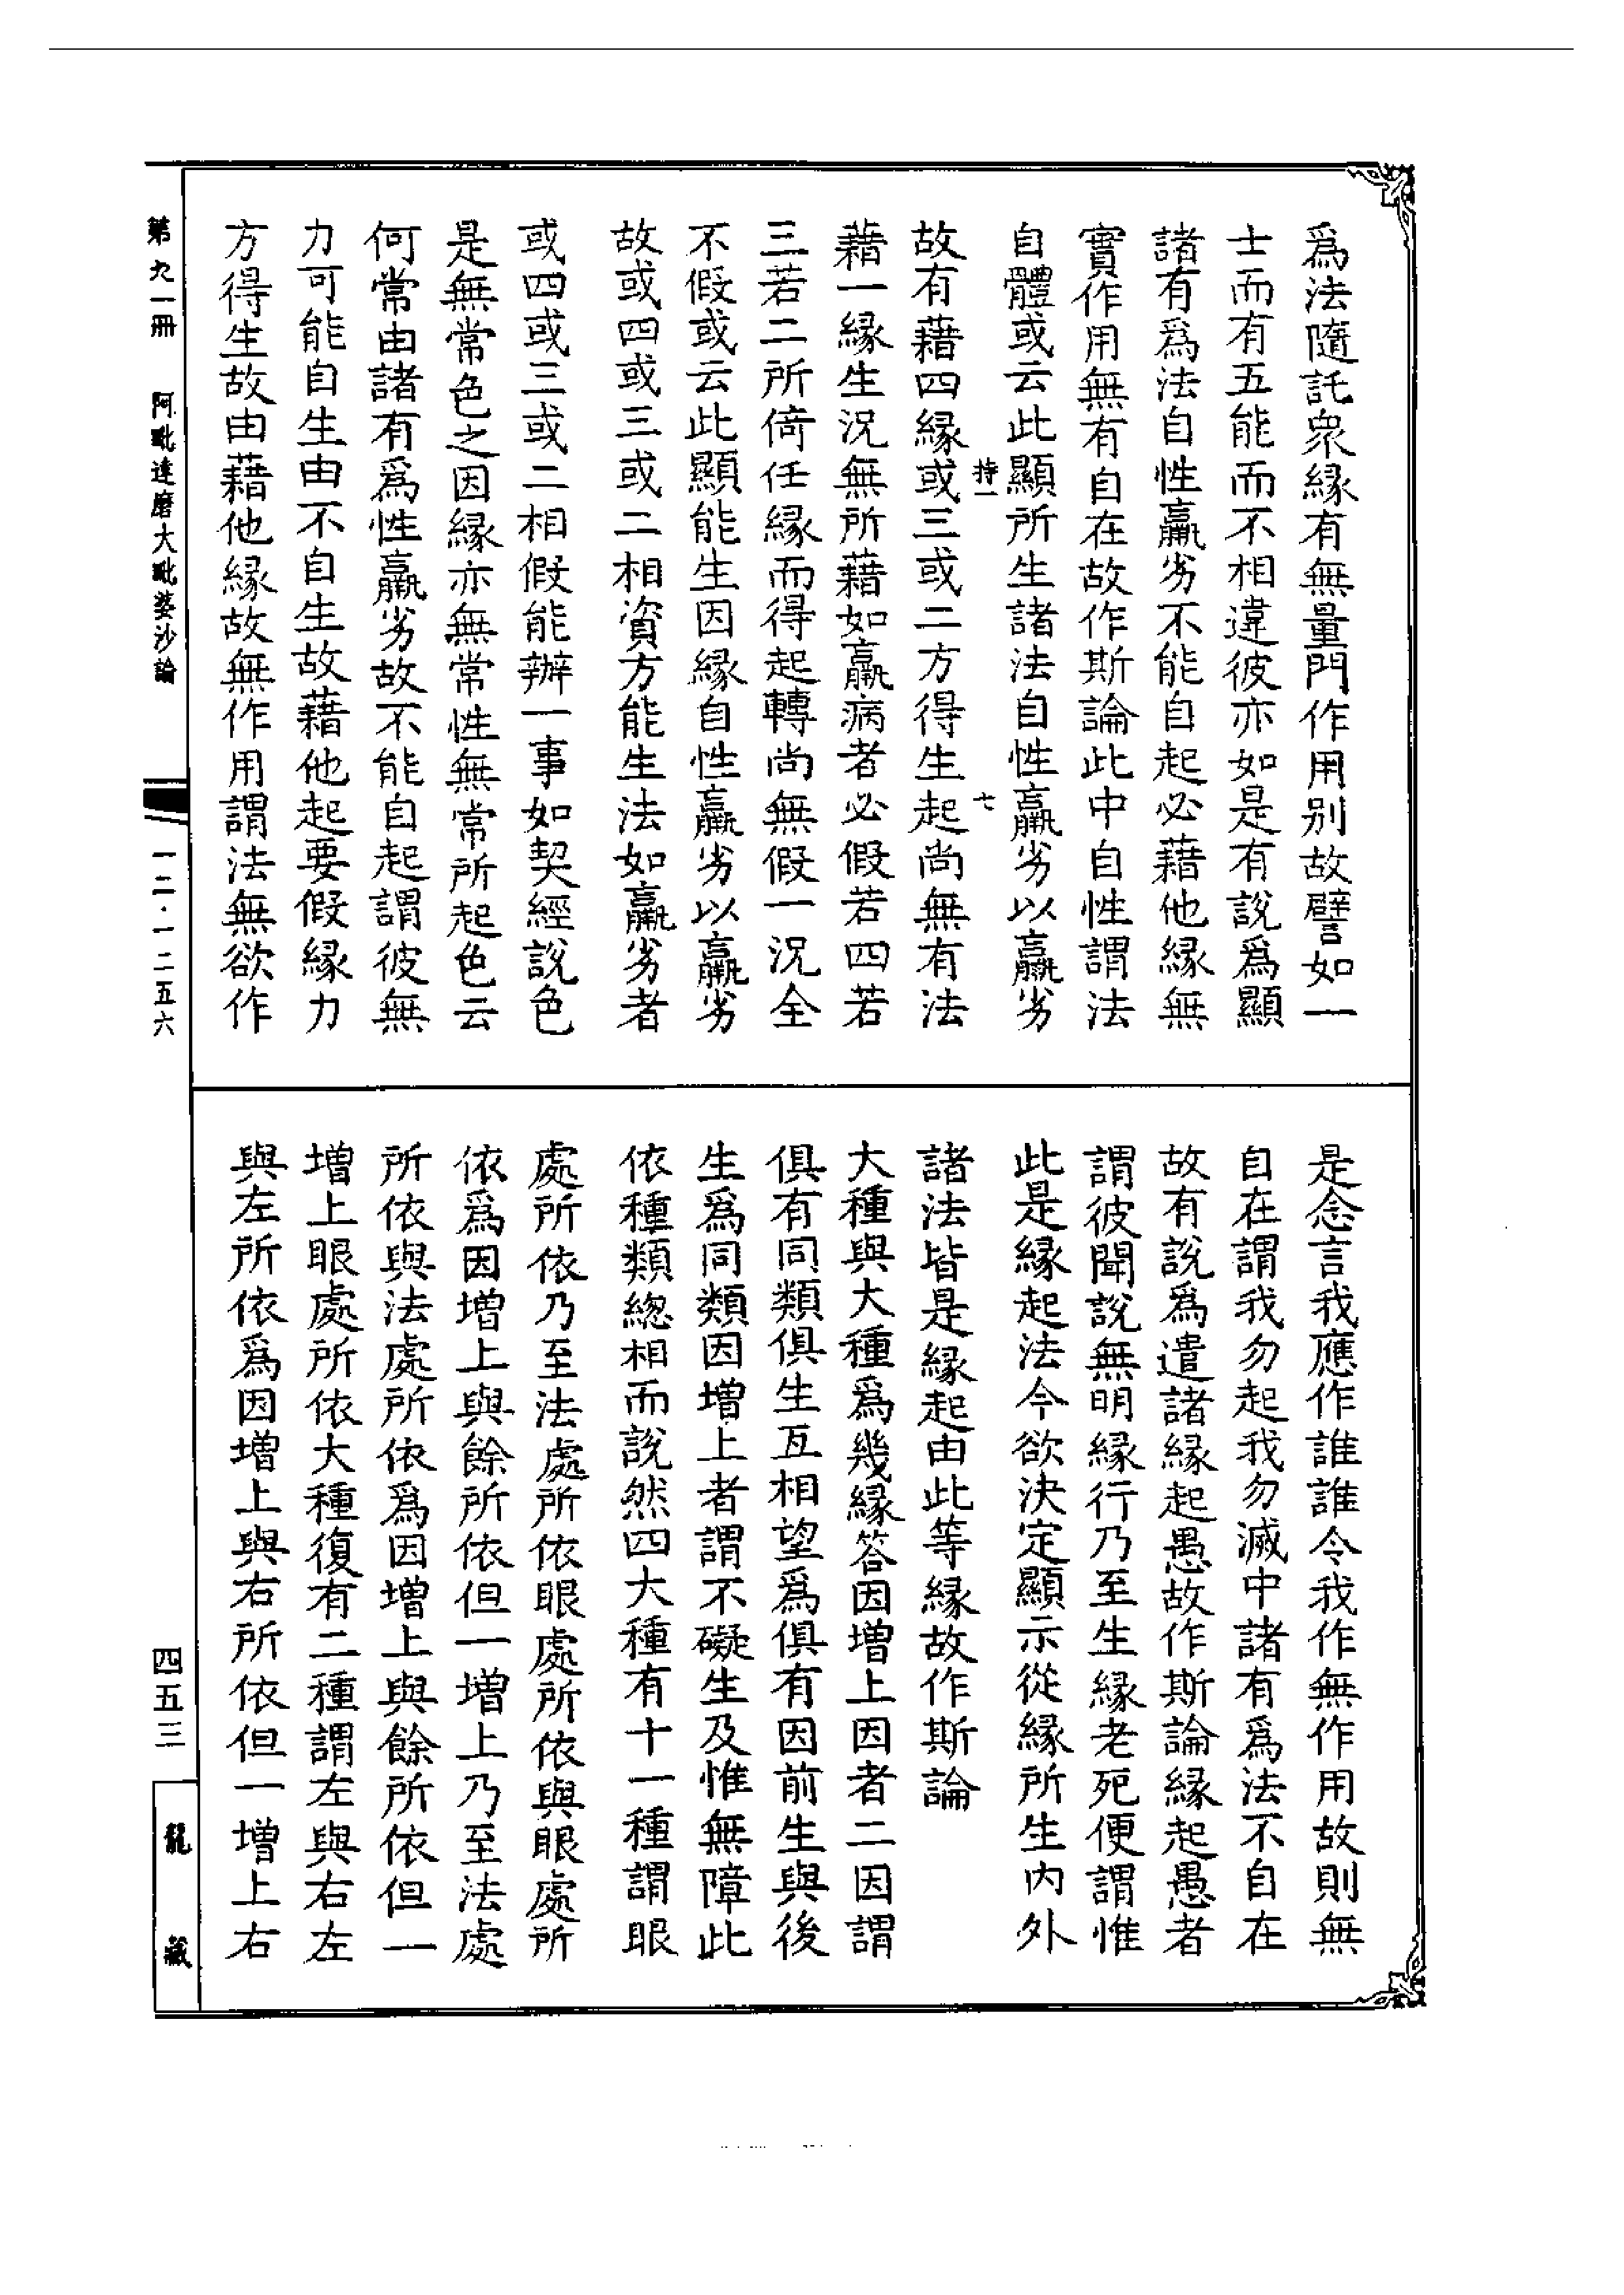 爲法隨託衆緣有無量門作用别故譬如一
士而有五能而不相違彼亦如是有說爲顯
諸有爲法自性羸劣不能自起必藉他緣無
實作用無有自在故作斯論此中自性謂法
自體或云此顯所生諸法自性羸劣以羸劣
持一 七
故有藉四緣或三或二方得生起尚無有法
藉一緣生況無所藉如羸病者必假若四若
三若二所倚任緣而得起轉尚無假一況全
不假或云此顯能生因緣自性羸劣以羸劣
故或四或三或二相資方能生法如羸劣者
或四或三或二相假能辦一事如契經說色
是無常色之因緣亦無常性無常所起色云
何常由諸有爲性羸劣故不能自起謂彼無
力可能自生由不自生故藉他起要假緣力
方得生故由藉他緣故無作用謂法無欲作
是念言我應作誰誰令我作無作用故則無
自在謂我勿起我勿滅中諸有爲法不自在
故有說爲遣諸緣起愚故作斯論緣起愚者
謂彼聞說無明緣行乃至生緣老死便謂惟
此是緣起法今欲決定顯示從緣所生內外
諸法皆是緣起由此等緣故作斯論
大種與大種爲幾緣答因增上因者二因謂
俱有同類俱生互相望爲俱有因前生與後
生爲同類因增上者謂不礙生及惟無障此
依種類總相而說然四大種有十一種謂眼
處所依乃至法處所依眼處所依與眼處所
依爲因增上與餘所依但一增上乃至法處
所依與法處所依爲因增上與餘所依但一
增上眼處所依大種復有二種謂左與右左
與左所依爲因增上與右所依但一增上右
第九一冊 阿毗達磨大毗婆沙論 一二·一二五六 四五三 龍藏